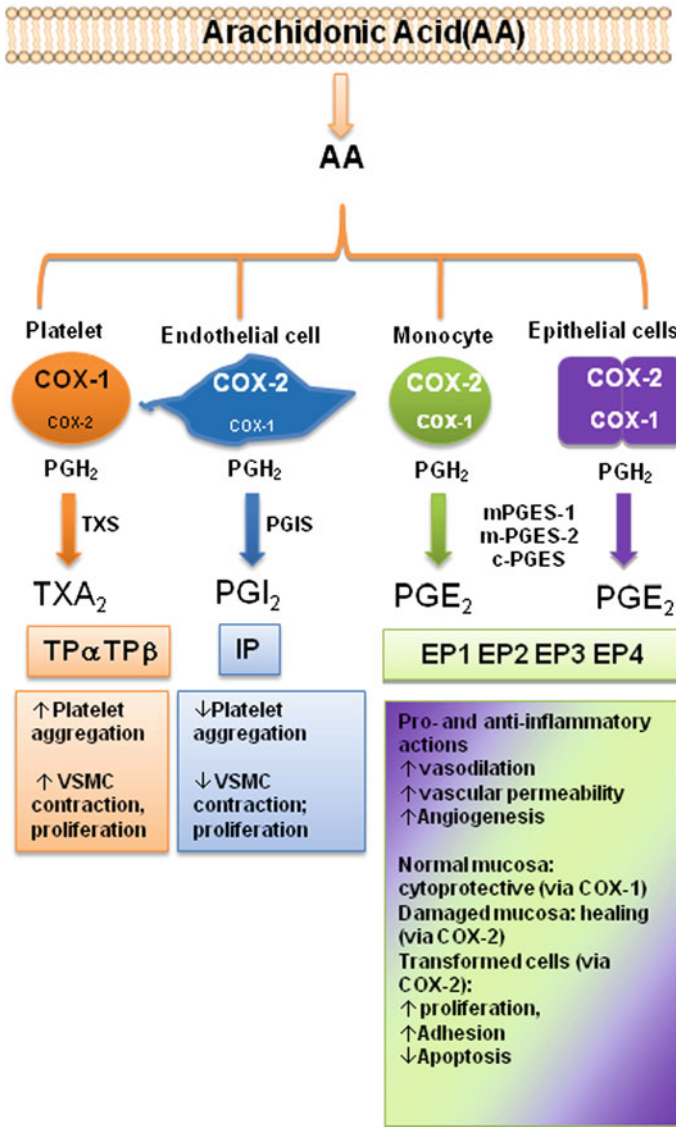 Arachidonic Acid(AA)
AA
Platelet
COX-1
COX-2
PGH₂
TXS
TXA₂
TPα TPβ
↑ Platelet
aggregation
↑ VSMC
contraction,
proliferation
Endothelial cell
COX-2
COX-1
PGH₂
PGIS
PGI₂
IP
↓Platelet
aggregation
↓ VSMC
contraction;
proliferation
Monocyte
COX-2
COX-1
PGH₂
mPGES-1
m-PGES-2
c-PGES
PGE₂
Epithelial cells
COX-2
COX-1
PGH₂
PGE₂
EP1 EP2 EP3 EP4
Pro- and anti-inflammatory
actions
↑vasodilation
↑vascular permeability
↑Angiogenesis
Normal mucosa:
cytoprotective (via COX-1)
Damaged mucosa: healing
(via COX-2)
Transformed cells (via
COX-2):
↑ proliferation,
↑Adhesion
↓Apoptosis